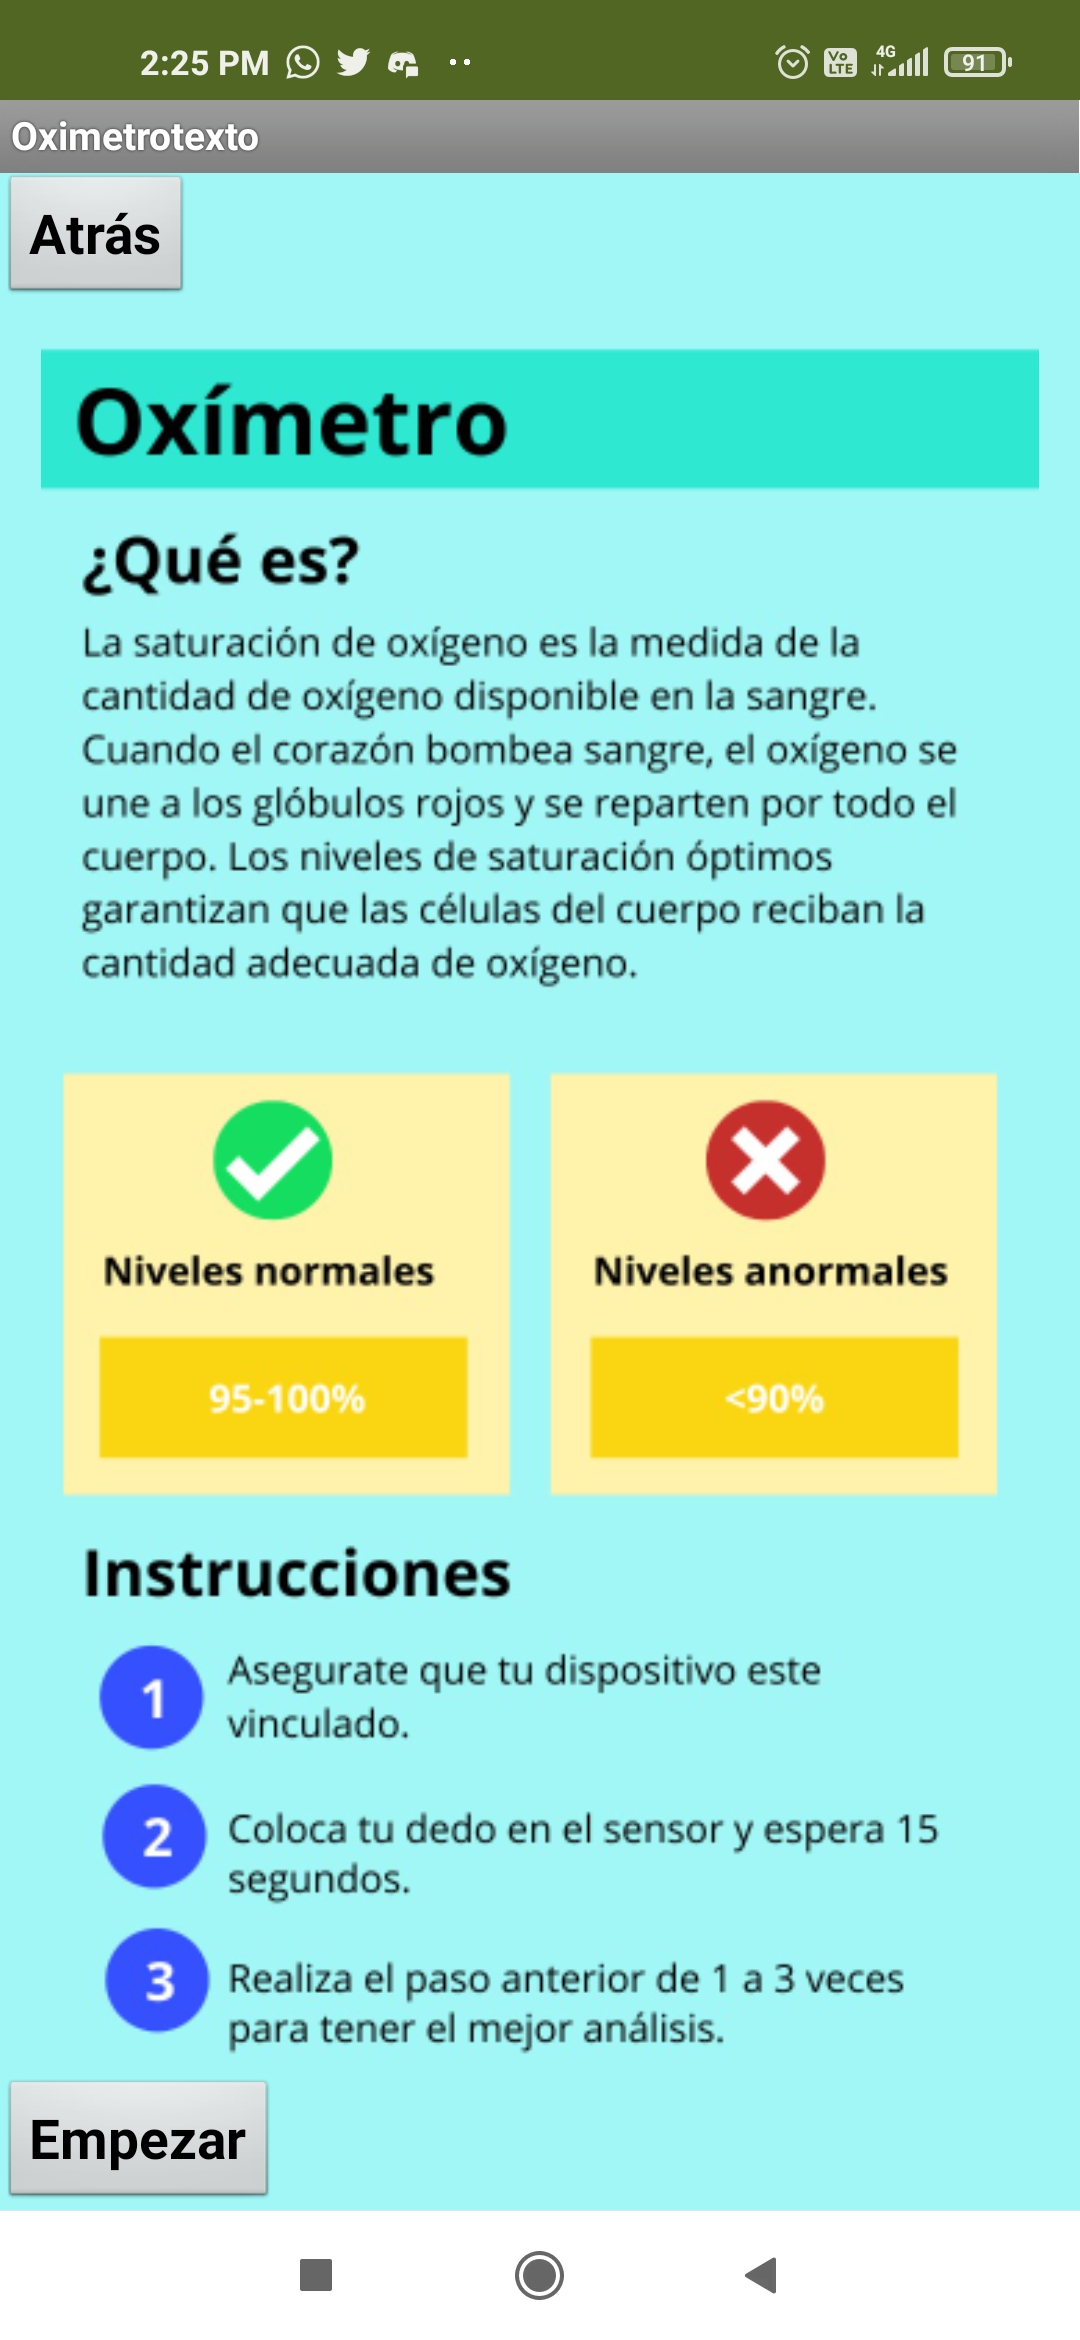 2:25 PM
Vo LTE 4G 91
Oximetrotexto
Atrás
Oxímetro
¿Qué es?
La saturación de oxígeno es la medida de la
cantidad de oxígeno disponible en la sangre.
Cuando el corazón bombea sangre, el oxígeno se
une a los glóbulos rojos y se reparten por todo el
cuerpo. Los niveles de saturación óptimos
garantizan que las células del cuerpo reciban la
cantidad adecuada de oxígeno.
Niveles normales
95-100%
Niveles anormales
<90%
Instrucciones
1 Asegurate que tu dispositivo este
vinculado.
2 Coloca tu dedo en el sensor y espera 15
segundos.
3 Realiza el paso anterior de 1 a 3 veces
para tener el mejor análisis.
Empezar